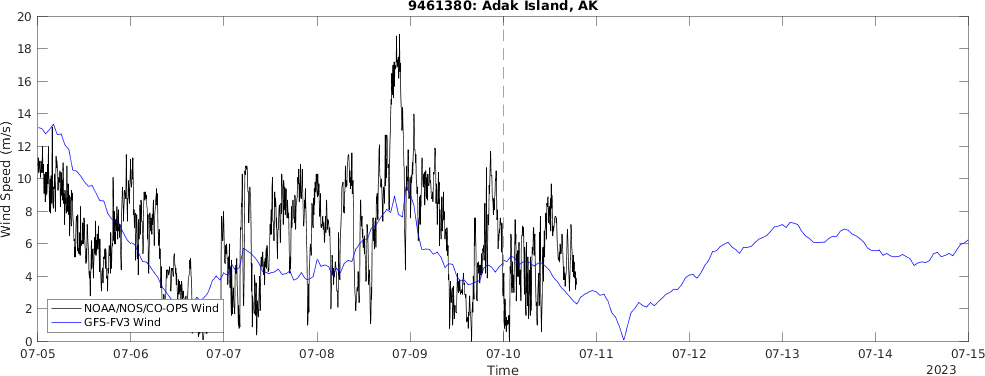 9461380: Adak Island, AK
Wind Speed (m/s)
20
18
16
14
12
10
8
6
4
2
0
NOAA/NOS/CO-OPS Wind
GFS-FV3 Wind
07-05 07-06 07-07 07-08 07-09 07-10 07-11 07-12 07-13 07-14 07-15
Time
2023